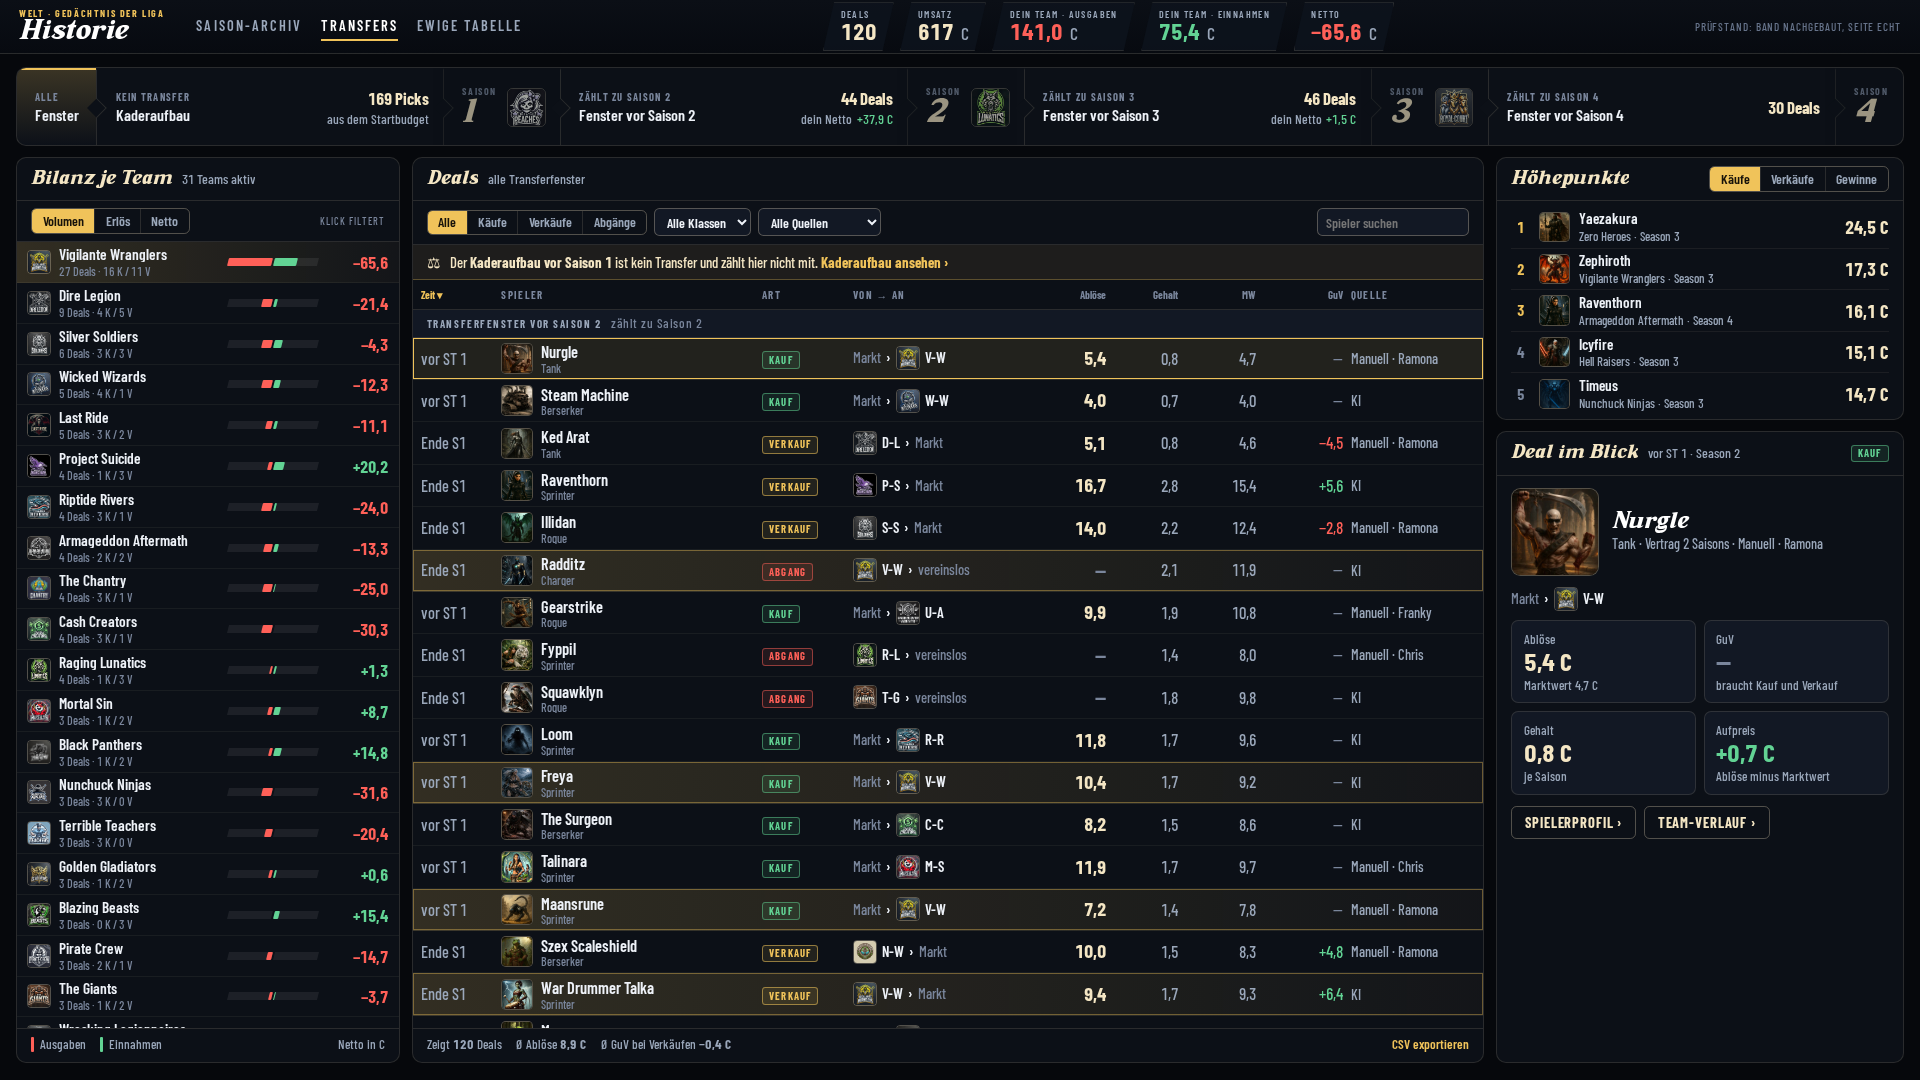 WELT · GEDÄCHTNIS DER LIGA
Historie
SAISON-ARCHIV TRANSFERS EWIGE TABELLE
DEALS
120
UMSATZ
617 C
DEIN TEAM · AUSGABEN
141,0 C
DEIN TEAM · EINNAHMEN
75,4 C
NETTO
−65,6 C
PRÜFSTAND: BAND NACHGEBAUT, SEITE ECHT
ALLE
Fenster
KEIN TRANSFER
Kaderaufbau
169 Picks
aus dem Startbudget
SAISON
1
ZÄHLT ZU SAISON 2
Fenster vor Saison 2
44 Deals
dein Netto +37,9 C
SAISON
2
ZÄHLT ZU SAISON 3
Fenster vor Saison 3
46 Deals
dein Netto +1,5 C
SAISON
3
ZÄHLT ZU SAISON 4
Fenster vor Saison 4
30 Deals
SAISON
4
Bilanz je Team 31 Teams aktiv
Volumen Erlös Netto KLICK FILTERT
Vigilante Wranglers
27 Deals · 16 K / 11 V
−65,6
Dire Legion
9 Deals · 4 K / 5 V
−21,4
Silver Soldiers
6 Deals · 3 K / 3 V
−4,3
Wicked Wizards
5 Deals · 4 K / 1 V
−12,3
Last Ride
5 Deals · 3 K / 2 V
−11,1
Project Suicide
4 Deals · 1 K / 3 V
+20,2
Riptide Rivers
4 Deals · 3 K / 1 V
−24,0
Armageddon Aftermath
4 Deals · 2 K / 2 V
−13,3
The Chantry
4 Deals · 3 K / 1 V
−25,0
Cash Creators
4 Deals · 3 K / 1 V
−30,3
Raging Lunatics
4 Deals · 1 K / 3 V
+1,3
Mortal Sin
3 Deals · 1 K / 2 V
+8,7
Black Panthers
3 Deals · 1 K / 2 V
+14,8
Nunchuck Ninjas
3 Deals · 3 K / 0 V
−31,6
Terrible Teachers
3 Deals · 3 K / 0 V
−20,4
Golden Gladiators
3 Deals · 1 K / 2 V
+0,6
Blazing Beasts
3 Deals · 0 K / 3 V
+15,4
Pirate Crew
3 Deals · 2 K / 1 V
−14,7
The Giants
3 Deals · 1 K / 2 V
−3,7
Ausgaben Einnahmen Netto in C
Deals alle Transferfenster
Alle Käufe Verkäufe Abgänge Alle Klassen Alle Quellen Spieler suchen
Der Kaderaufbau vor Saison 1 ist kein Transfer und zählt hier nicht mit. Kaderaufbau ansehen ›
Zeit ▾ SPIELER ART VON → AN Ablöse Gehalt MW GuV QUELLE
TRANSFERFENSTER VOR SAISON 2 zählt zu Saison 2
vor ST 1 Nurgle Tank KAUF Markt › V-W 5,4 0,8 4,7 — Manuell · Ramona
vor ST 1 Steam Machine Berserker KAUF Markt › W-W 4,0 0,7 4,0 — KI
Ende S1 Ked Arat Tank VERKAUF D-L › Markt 5,1 0,8 4,6 −4,5 Manuell · Ramona
Ende S1 Raventhorn Sprinter VERKAUF P-S › Markt 16,7 2,8 15,4 +5,6 KI
Ende S1 Illidan Rogue VERKAUF S-S › Markt 14,0 2,2 12,4 −2,8 Manuell · Ramona
Ende S1 Radditz Charger ABGANG V-W › vereinslos — 2,1 11,9 — KI
vor ST 1 Gearstrike Rogue KAUF Markt › U-A 9,9 1,9 10,8 — Manuell · Franky
Ende S1 Fyppil Sprinter ABGANG R-L › vereinslos — 1,4 8,0 — Manuell · Chris
Ende S1 Squawklyn Rogue ABGANG T-G › vereinslos — 1,8 9,8 — KI
vor ST 1 Loom Sprinter KAUF Markt › R-R 11,8 1,7 9,6 — KI
vor ST 1 Freya Sprinter KAUF Markt › V-W 10,4 1,7 9,2 — KI
vor ST 1 The Surgeon Berserker KAUF Markt › C-C 8,2 1,5 8,6 — KI
vor ST 1 Talinara Sprinter KAUF Markt › M-S 11,9 1,7 9,7 — Manuell · Chris
vor ST 1 Maansrune Sprinter KAUF Markt › V-W 7,2 1,4 7,8 — Manuell · Ramona
Ende S1 Szex Scaleshield Berserker VERKAUF N-W › Markt 10,0 1,5 8,3 +4,8 Manuell · Ramona
Ende S1 War Drummer Talka Sprinter VERKAUF V-W › Markt 9,4 1,7 9,3 +6,4 KI
Zeigt 120 Deals Ø Ablöse 8,9 C Ø GuV bei Verkäufen −0,4 C CSV exportieren
Höhepunkte Käufe Verkäufe Gewinne
1 Yaezakura
Zero Heroes · Season 3
24,5 C
2 Zephiroth
Vigilante Wranglers · Season 3
17,3 C
3 Raventhorn
Armageddon Aftermath · Season 4
16,1 C
4 Icyfire
Hell Raisers · Season 3
15,1 C
5 Timeus
Nunchuck Ninjas · Season 3
14,7 C
Deal im Blick vor ST 1 · Season 2 KAUF
Nurgle
Tank · Vertrag 2 Saisons · Manuell · Ramona
Markt › V-W
Ablöse
5,4 C
Marktwert 4,7 C
GuV
—
braucht Kauf und Verkauf
Gehalt
0,8 C
je Saison
Aufpreis
+0,7 C
Ablöse minus Marktwert
SPIELERPROFIL › TEAM-VERLAUF ›